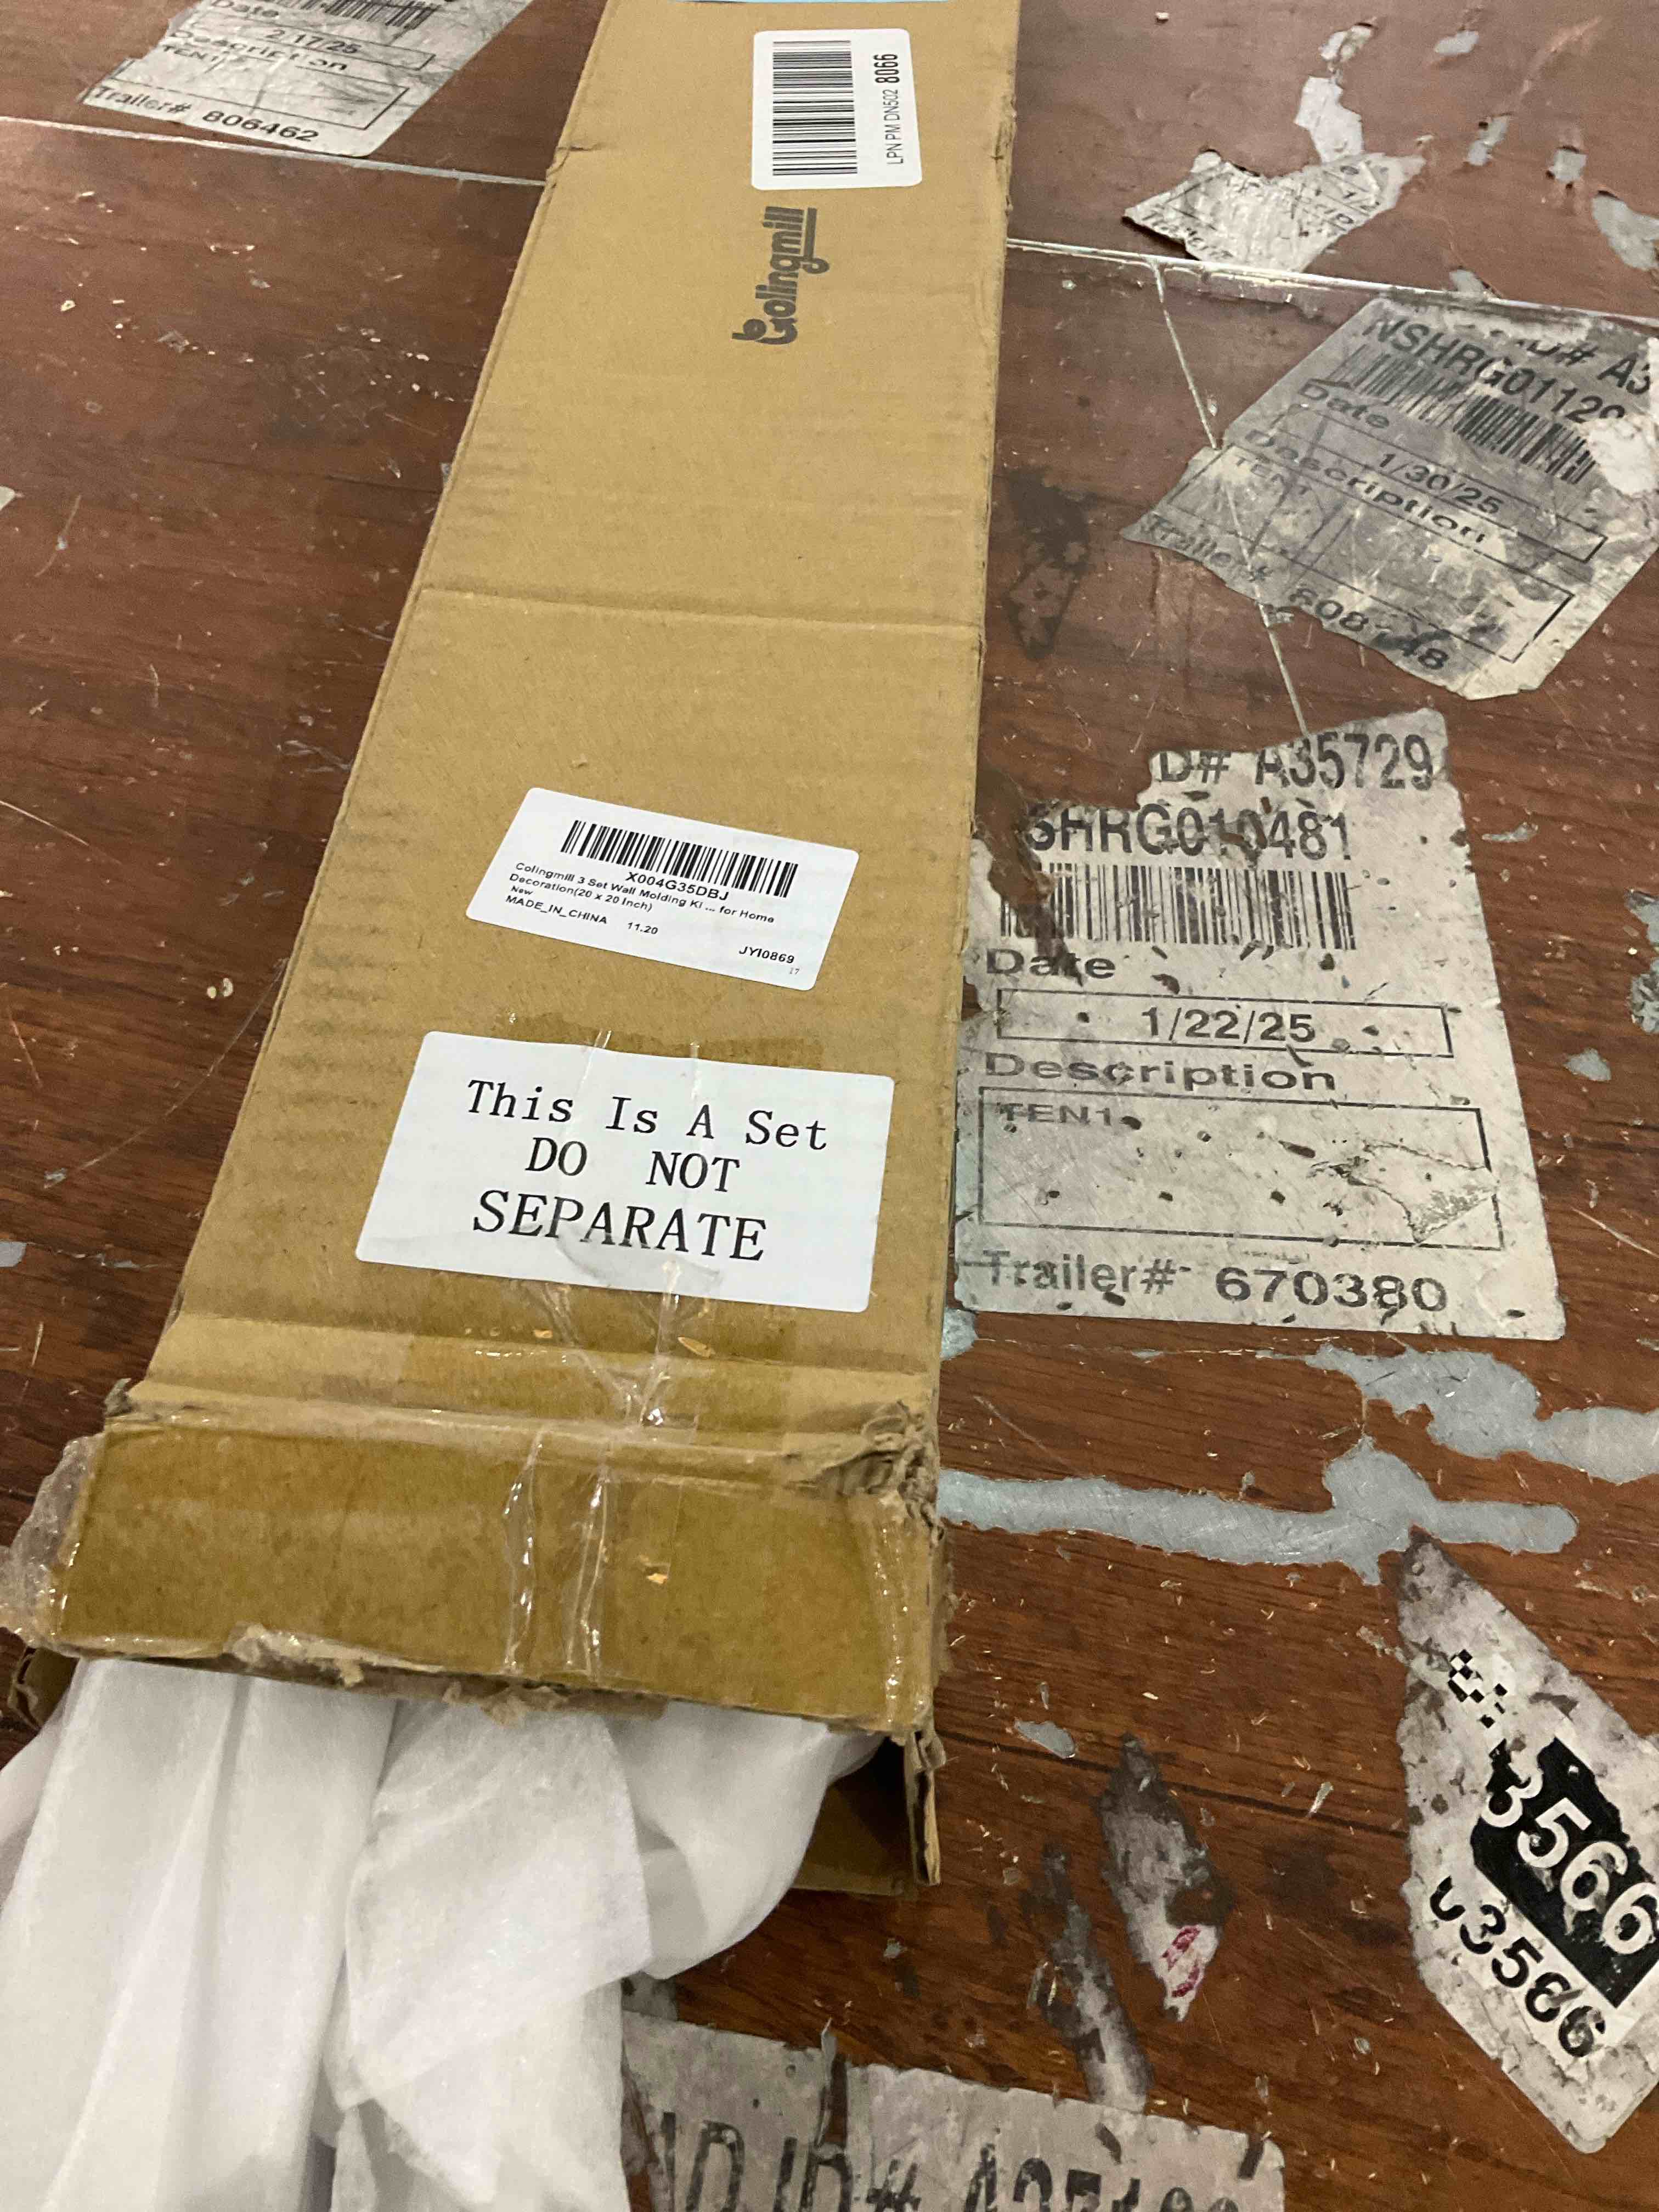 Date
2/17/25
Description
TEN1
Trailer# 806462
LPN PM DN502 8066
Colingmill
NSHRG01129
Date
1/30/25
Description
TEN1
Trailer#
X004G35DBJ
Colingmill 3 Set Wall Molding Ki ... for Home
Decoration(20 x 20 Inch)
New
MADE_IN_CHINA 11.20
JYI0869
17
This Is A Set
DO NOT
SEPARATE
D# A35729
SHRG010481
Date
1/22/25
Description
TEN1
Trailer# 670380
3566